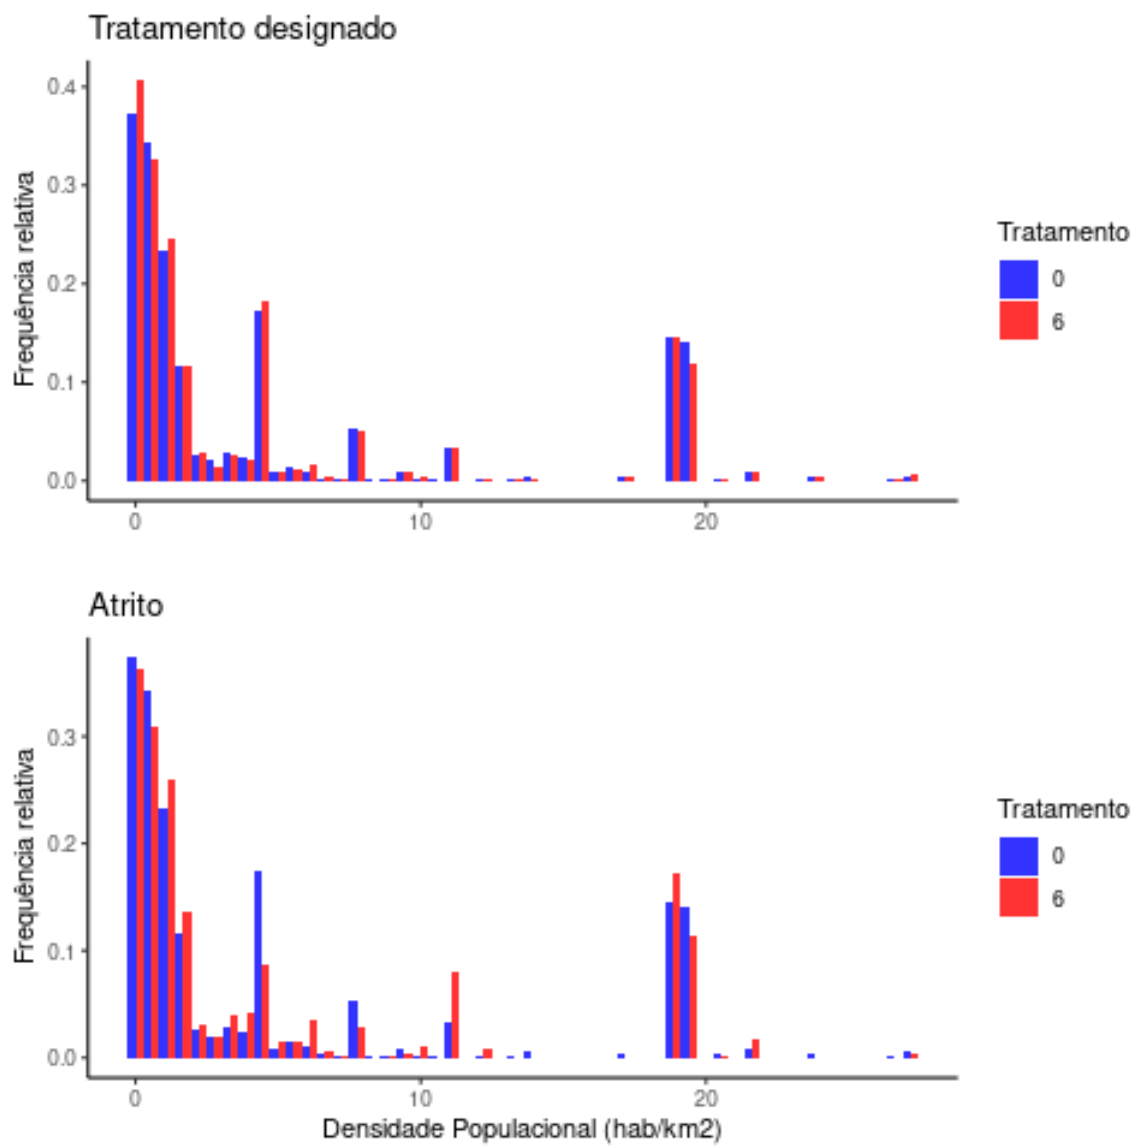 Tratamento designado
Frequência relativa
0.4
0.3
0.2
0.1
0.0
0 10 20
Tratamento
0
6
Atrito
Frequência relativa
0.3
0.2
0.1
0.0
0 10 20
Densidade Populacional (hab/km2)
Tratamento
0
6